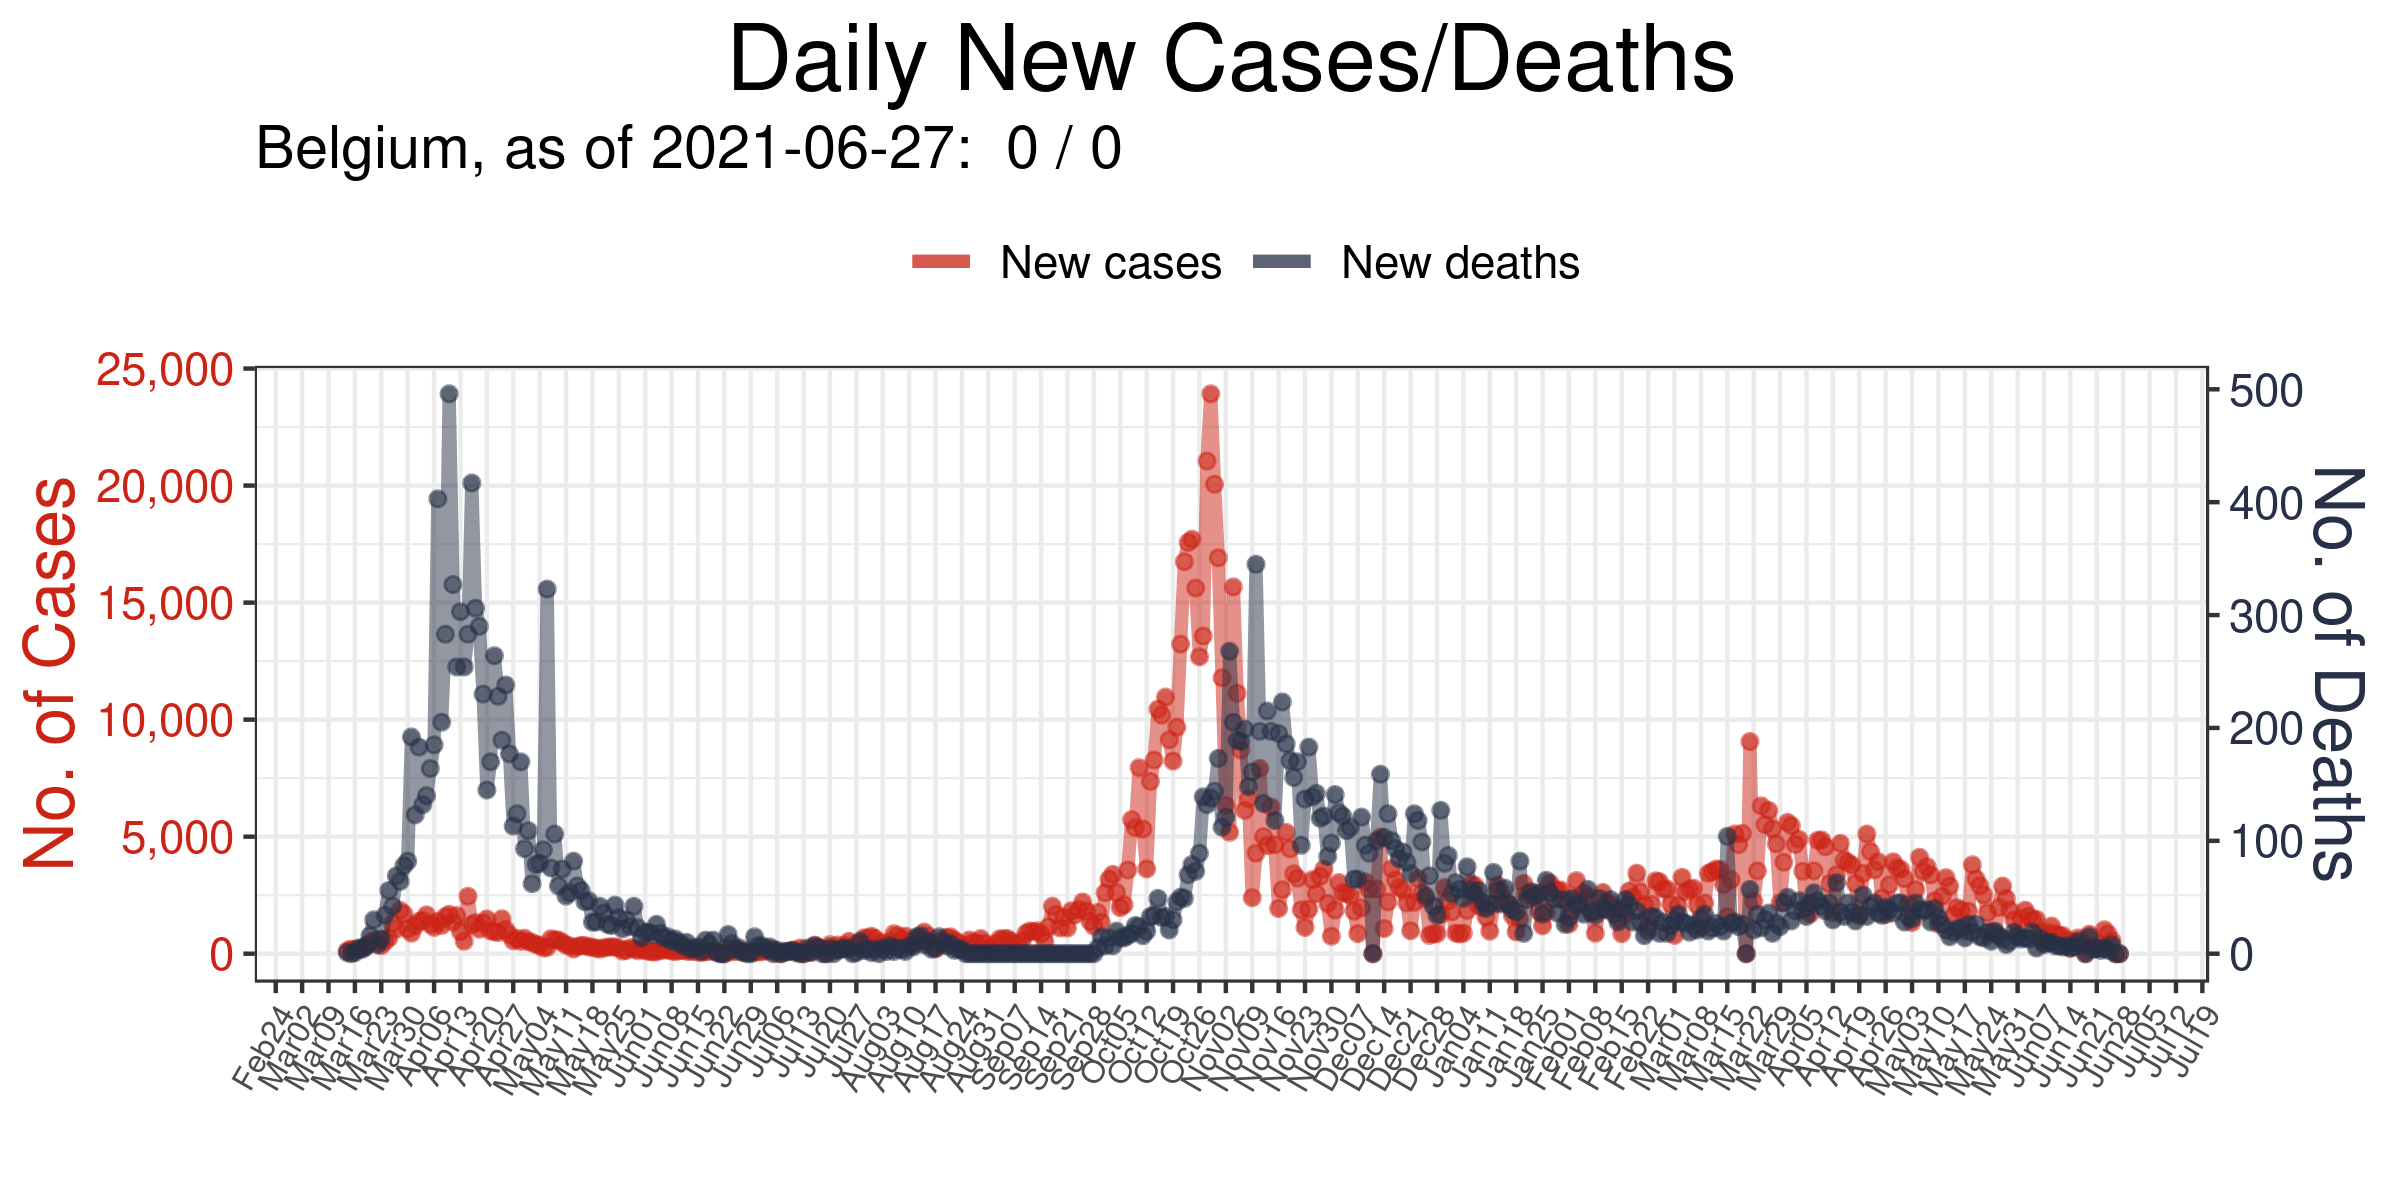 Daily New Cases/Deaths
Belgium, as of 2021-06-27:  0 / 0
New cases
New deaths
No. of Cases
25,000
20,000
15,000
10,000
5,000
0
500
400
300
200
100
0
No. of Deaths
Feb24
Mar02
Mar09
Mar16
Mar23
Mar30
Apr06
Apr13
Apr20
Apr27
May04
May11
May18
May25
Jun01
Jun08
Jun15
Jun22
Jun29
Jul06
Jul13
Jul20
Jul27
Aug03
Aug10
Aug17
Aug24
Aug31
Sep07
Sep14
Sep21
Sep28
Oct05
Oct12
Oct19
Oct26
Nov02
Nov09
Nov16
Nov23
Nov30
Dec07
Dec14
Dec21
Dec28
Jan04
Jan11
Jan18
Jan25
Feb01
Feb08
Feb15
Feb22
Mar01
Mar08
Mar15
Mar22
Mar29
Apr05
Apr12
Apr19
Apr26
May03
May10
May17
May24
May31
Jun07
Jun14
Jun21
Jun28
Jul05
Jul12
Jul19